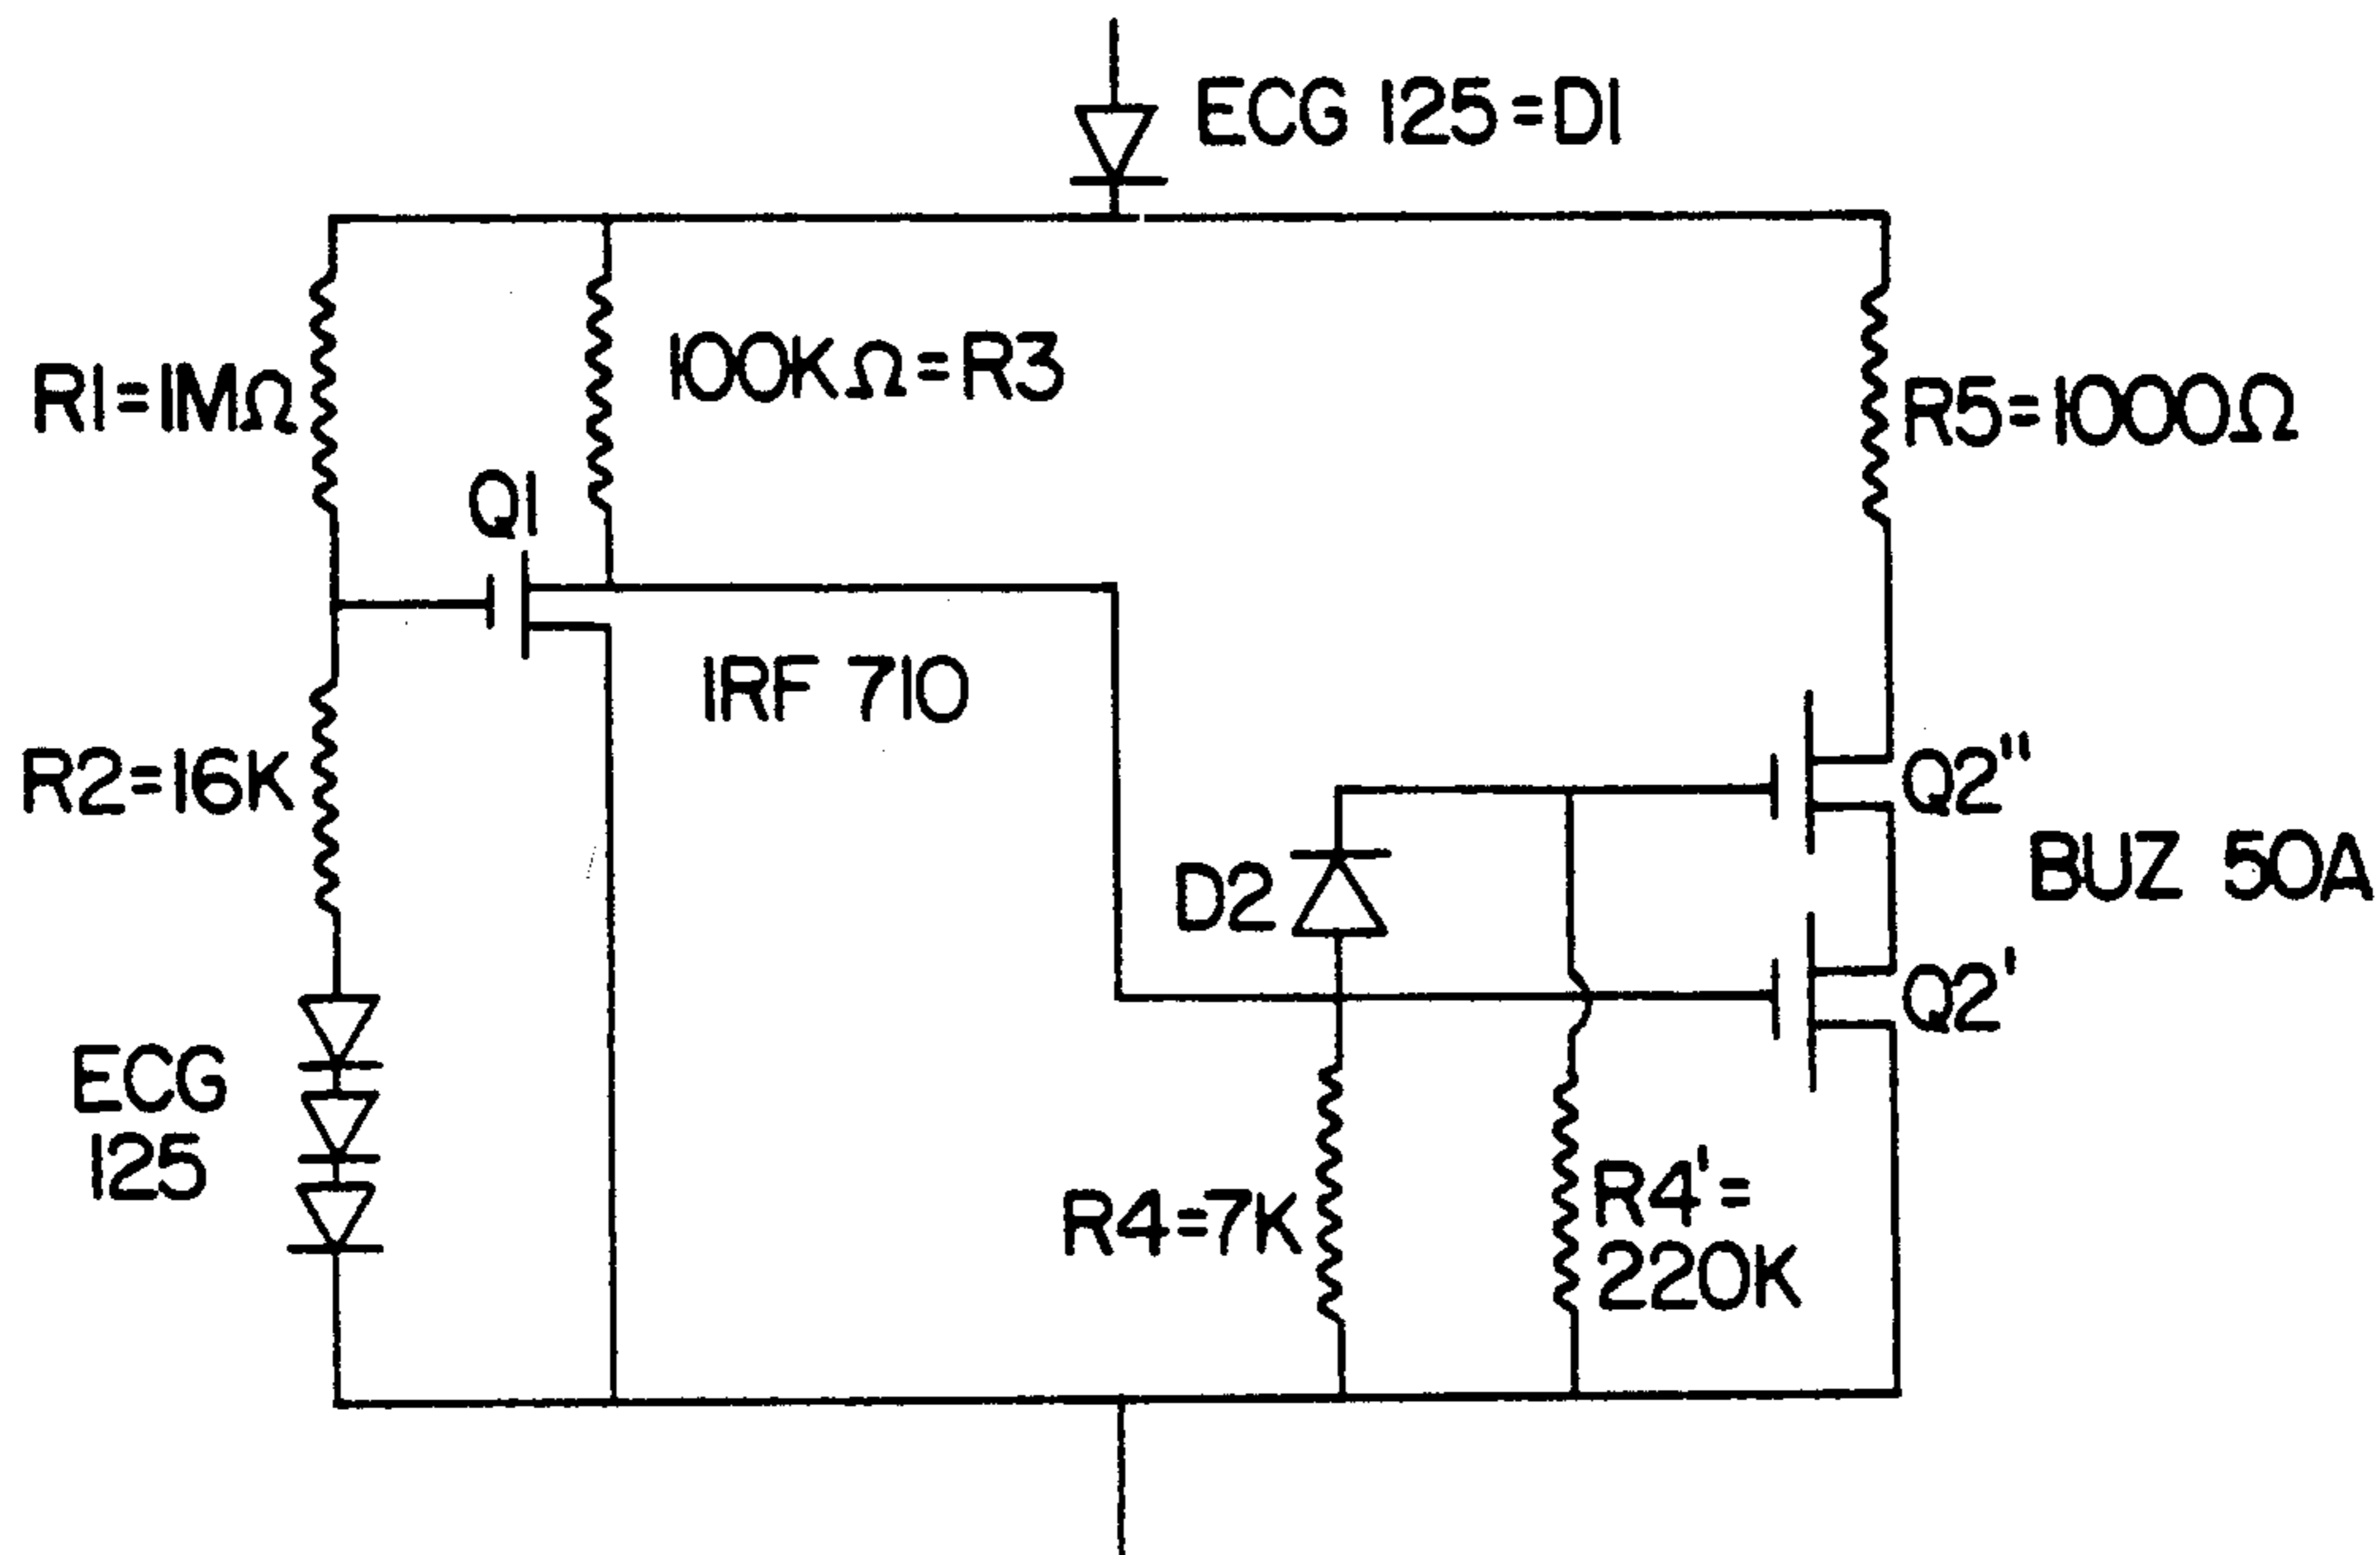 ECG 125=D1
R1=1MΩ
100KΩ=R3
R5=1000Ω
Q1
IRF 710
R2=16K
Q2"
BUZ 50A
D2
Q2'
ECG
125
R4=7K
R4'=
220K